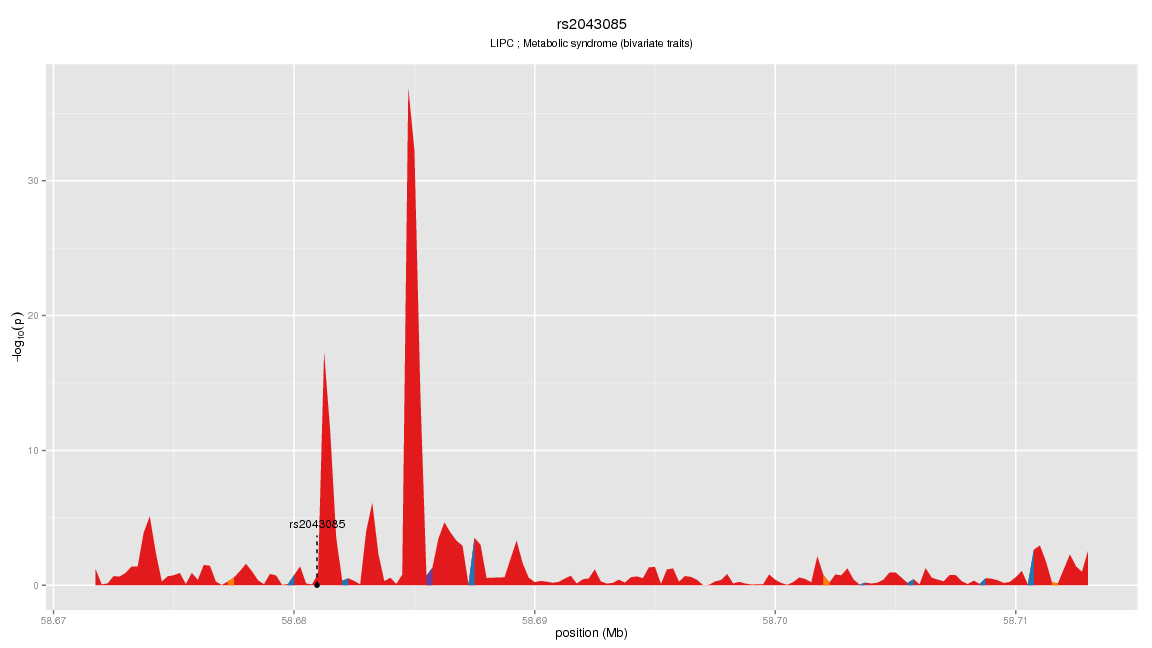 rs2043085
LIPC ; Metabolic syndrome (bivariate traits)
−log10(p)
30
20
10
0
rs2043085
58.67 58.68 58.69 58.70 58.71
position (Mb)